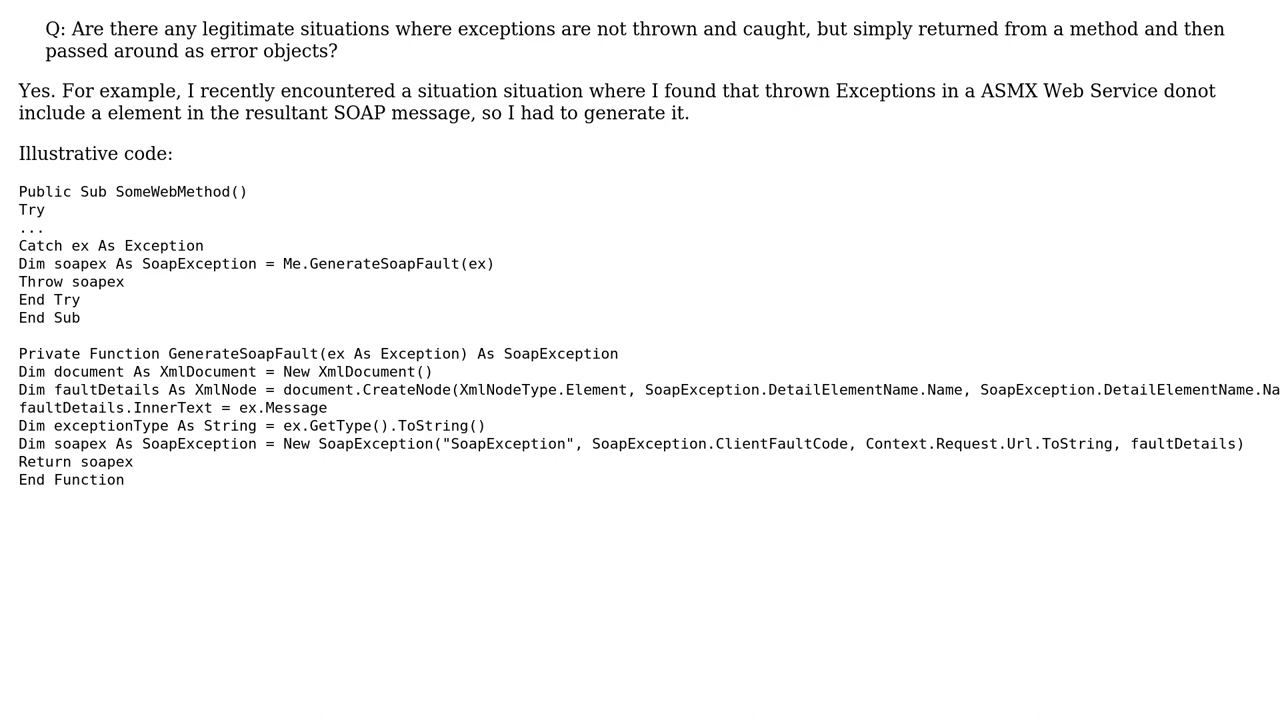 Q: Are there any legitimate situations where exceptions are not thrown and caught, but simply returned from a method and then
passed around as error objects?
Yes. For example, I recently encountered a situation situation where I found that thrown Exceptions in a ASMX Web Service donot
include a element in the resultant SOAP message, so I had to generate it.
Illustrative code:
Public Sub SomeWebMethod()
Try
...
Catch ex As Exception
Dim soapex As SoapException = Me.GenerateSoapFault(ex)
Throw soapex
End Try
End Sub
Private Function GenerateSoapFault(ex As Exception) As SoapException
Dim document As XmlDocument = New XmlDocument()
Dim faultDetails As XmlNode = document.CreateNode(XmlNodeType.Element, SoapException.DetailElementName.Name, SoapException.DetailElementName.Na
faultDetails.InnerText = ex.Message
Dim exceptionType As String = ex.GetType().ToString()
Dim soapex As SoapException = New SoapException("SoapException", SoapException.ClientFaultCode, Context.Request.Url.ToString, faultDetails)
Return soapex
End Function